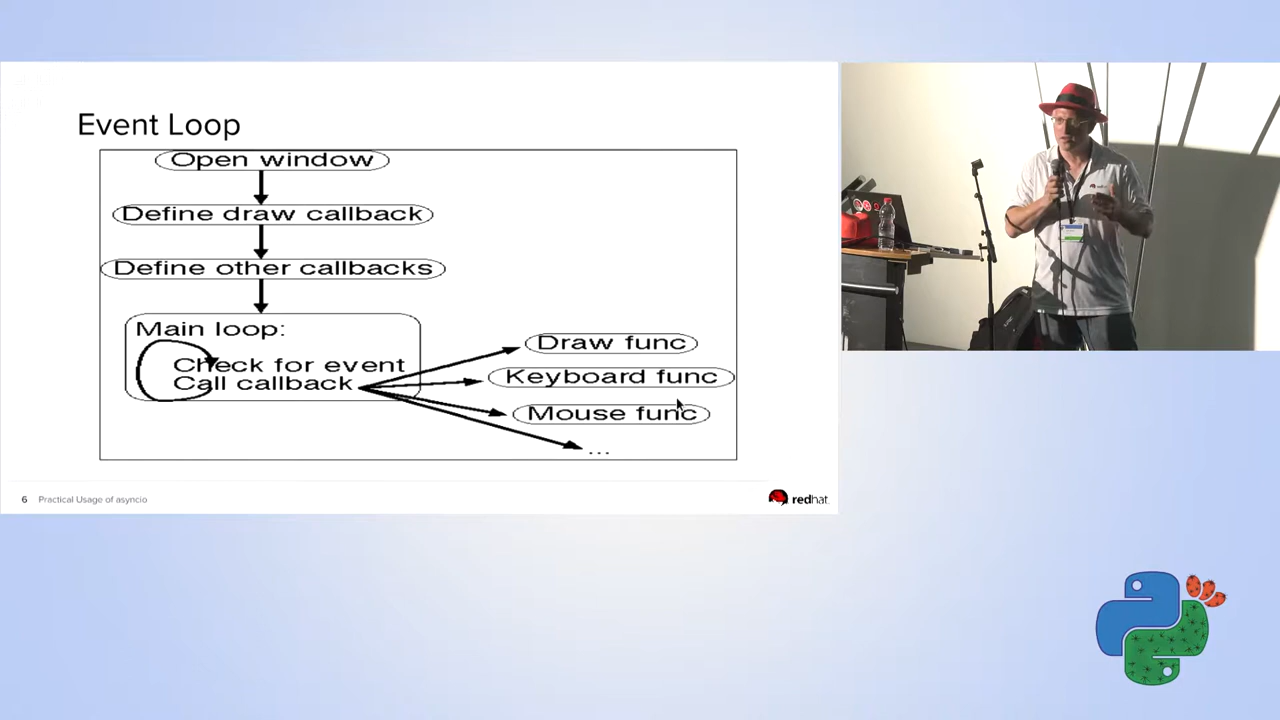 Event Loop
Open window
Define draw callback
Define other callbacks
Main loop:
Check for event
Call callback
Draw func
Keyboard func
Mouse func
...
6 Practical Usage of asyncio
redhat